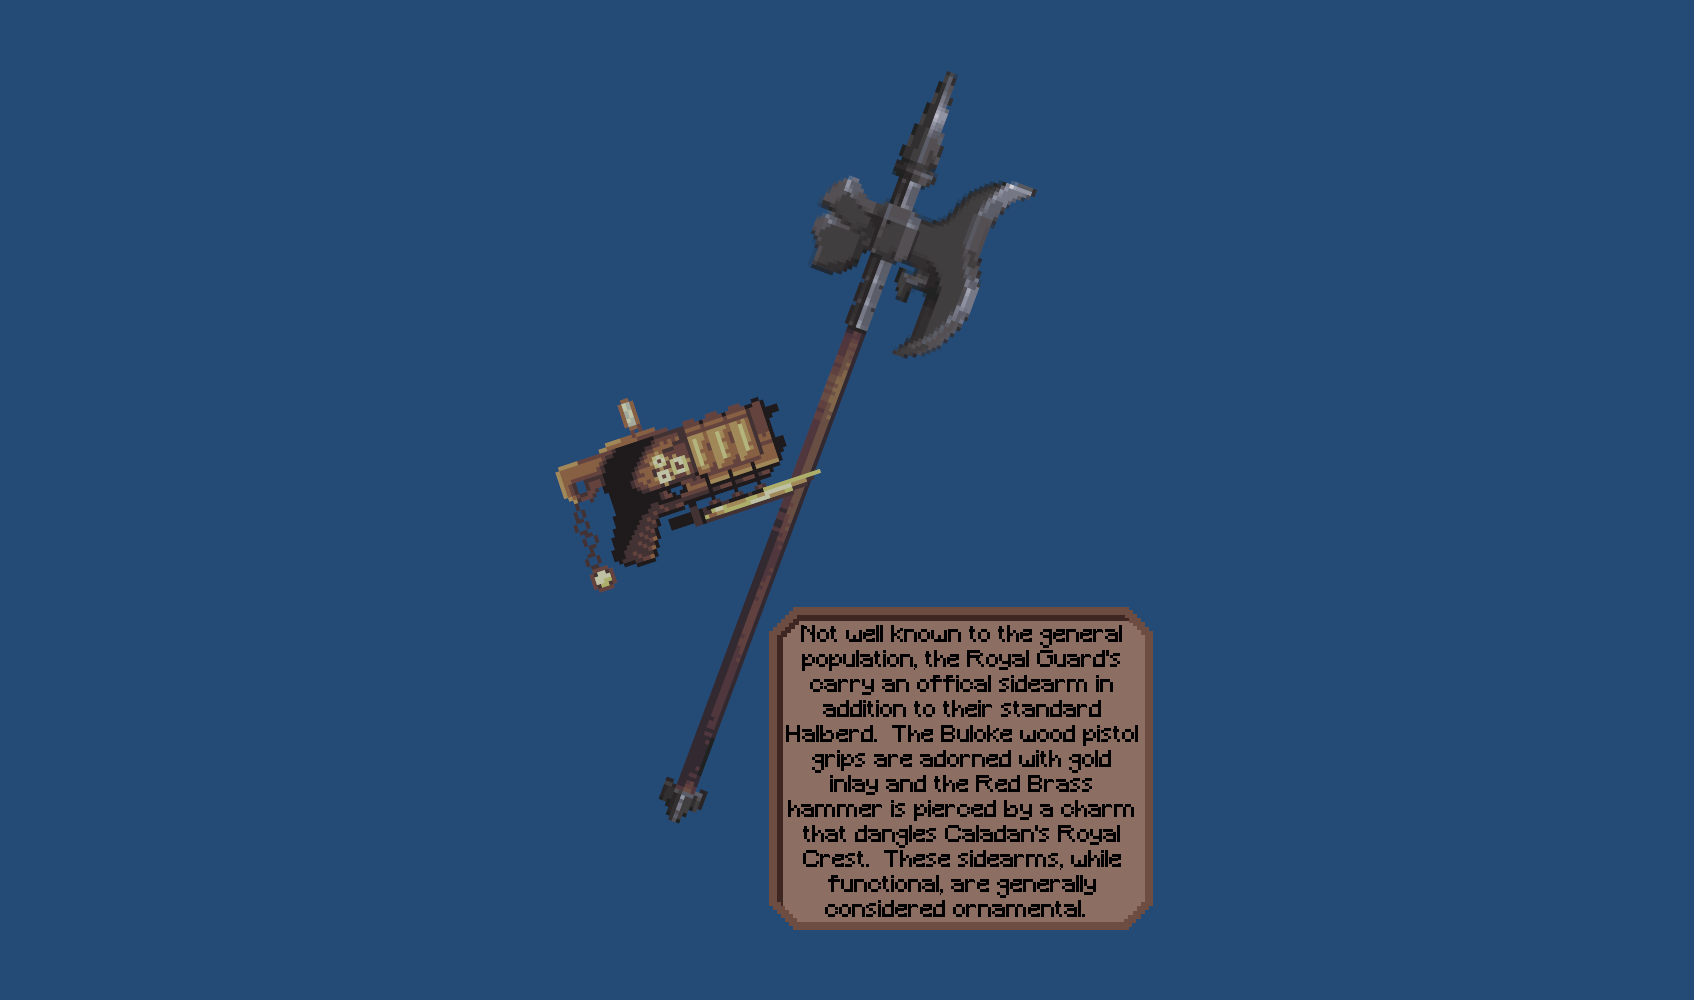 Not well known to the general
population, the Royal Guard's
carry an offical sidearm in
addition to their standard
Halberd.  The Buloke wood pistol
grips are adorned with gold
inlay and the Red Brass
hammer is pierced by a charm
that dangles Caladan's Royal
Crest.  These sidearms, while
functional, are generally
considered ornamental.